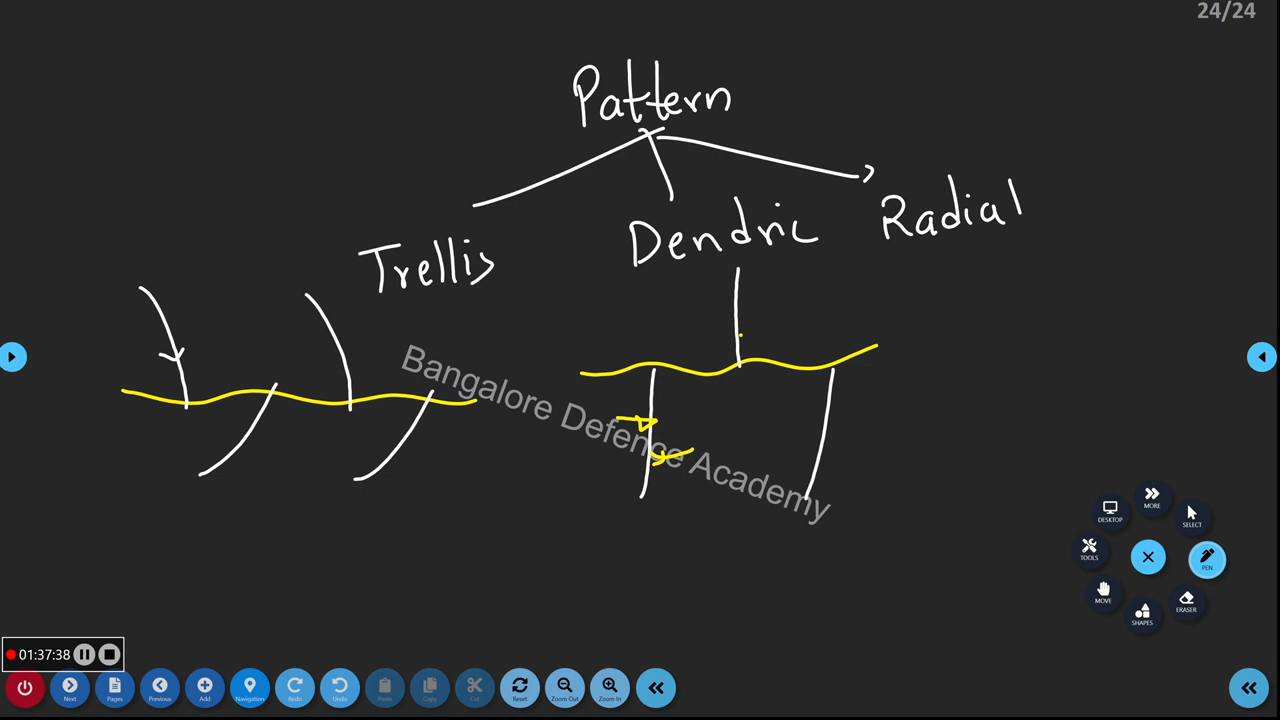 24/24
Pattern
Trellis
Dendric
Radial
Bangalore Defence Academy
MORE
DESKTOP
SELECT
TOOLS
PEN
MOVE
ERASER
SHAPES
01:37:38
Next
Pages
Previous
Add
Navigation
Redo
Undo
Paste
Copy
Cut
Reset
Zoom Out
Zoom In